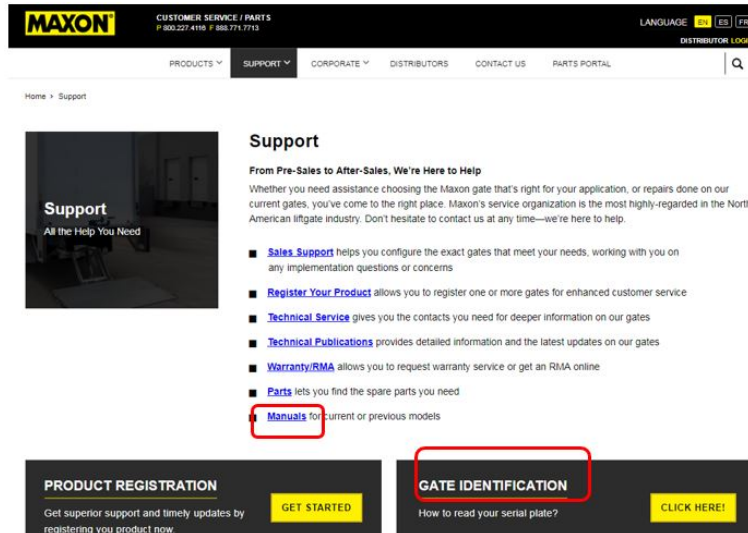 MAXON®
CUSTOMER SERVICE / PARTS
P 800.227.4116 F 888.771.7713
LANGUAGE EN ES FR
DISTRIBUTOR LOGI
PRODUCTS SUPPORT CORPORATE DISTRIBUTORS CONTACT US PARTS PORTAL
Home > Support
Support
All the Help You Need
Support
From Pre-Sales to After-Sales, We're Here to Help
Whether you need assistance choosing the Maxon gate that's right for your application, or repairs done on our
current gates, you've come to the right place. Maxon's service organization is the most highly-regarded in the North
American liftgate industry. Don't hesitate to contact us at any time—we're here to help.
Sales Support helps you configure the exact gates that meet your needs, working with you on
any implementation questions or concerns
Register Your Product allows you to register one or more gates for enhanced customer service
Technical Service gives you the contacts you need for deeper information on our gates
Technical Publications provides detailed information and the latest updates on our gates
Warranty/RMA allows you to request warranty service or get an RMA online
Parts lets you find the spare parts you need
Manuals for current or previous models
PRODUCT REGISTRATION
Get superior support and timely updates by
registering you product now.
GET STARTED
GATE IDENTIFICATION
How to read your serial plate?
CLICK HERE!